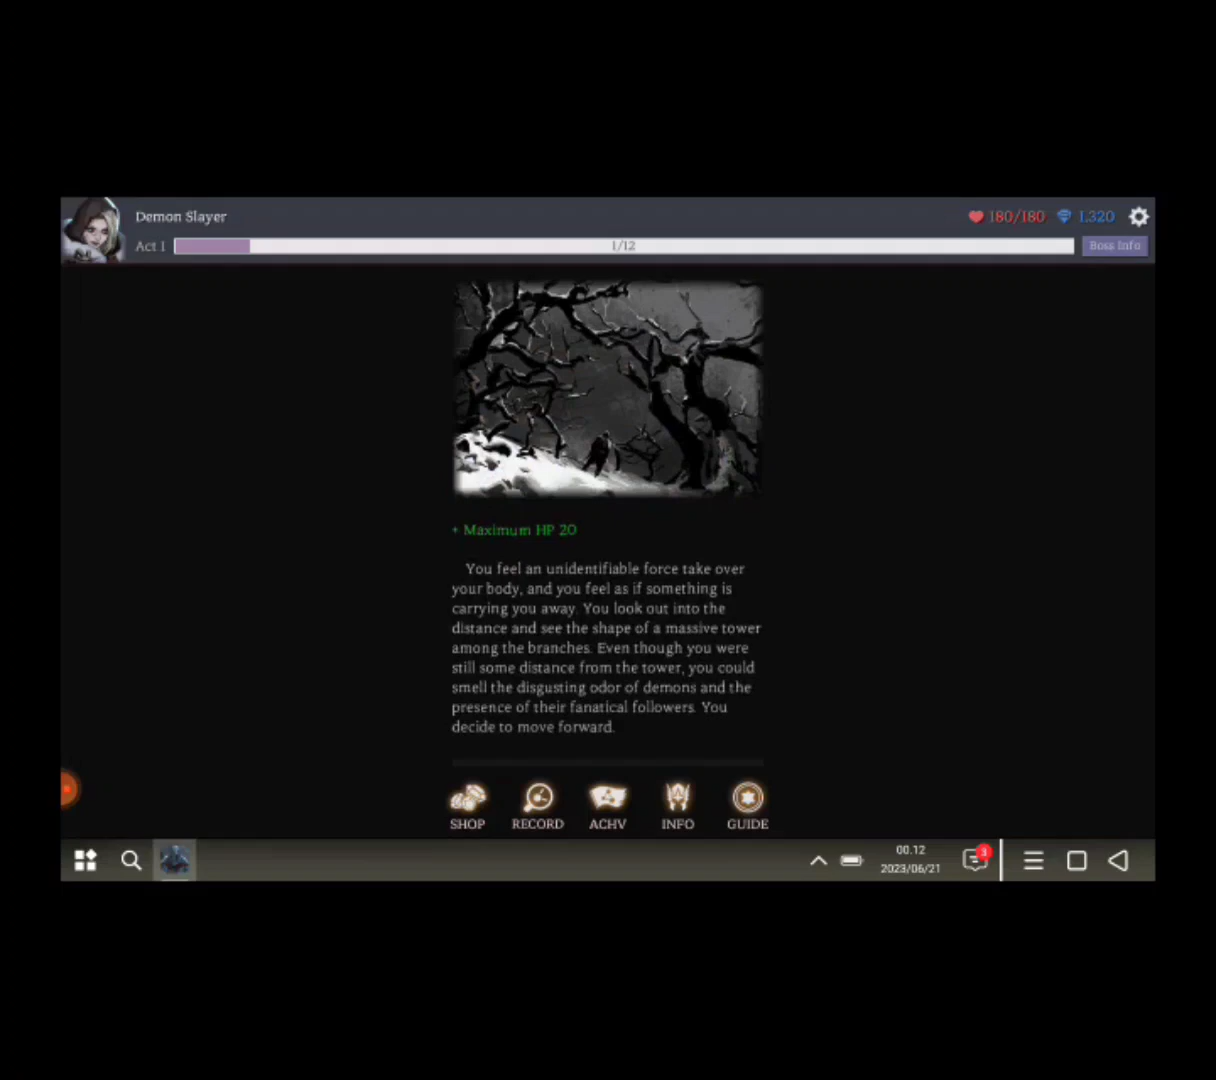 Demon Slayer
180/180
1,320
Act I
1/12
Boss Info
+ Maximum HP 20
You feel an unidentifiable force take over
your body, and you feel as if something is
carrying you away. You look out into the
distance and see the shape of a massive tower
among the branches. Even though you were
still some distance from the tower, you could
smell the disgusting odor of demons and the
presence of their fanatical followers. You
decide to move forward.
SHOP
RECORD
ACHV
INFO
GUIDE
00.12
2023/06/21
3